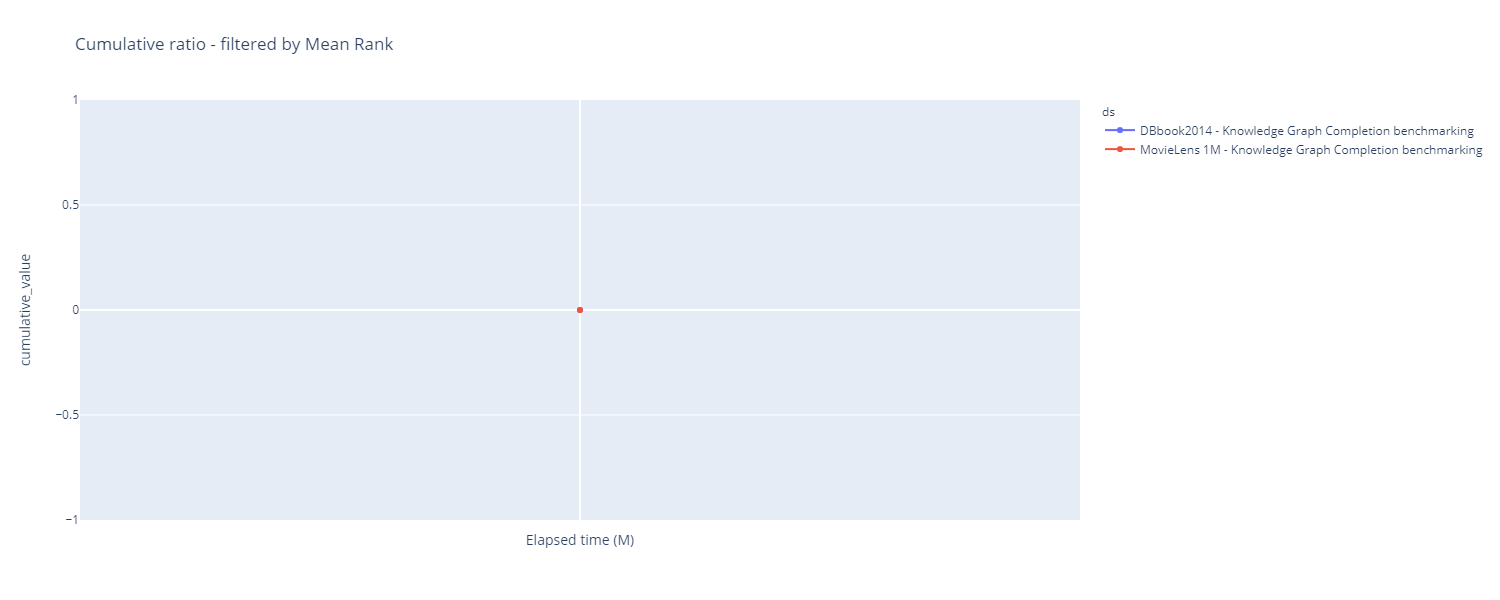 Cumulative ratio - filtered by Mean Rank
1
0.5
0
−0.5
−1
cumulative_value
Elapsed time (M)
ds
DBbook2014 - Knowledge Graph Completion benchmarking
MovieLens 1M - Knowledge Graph Completion benchmarking